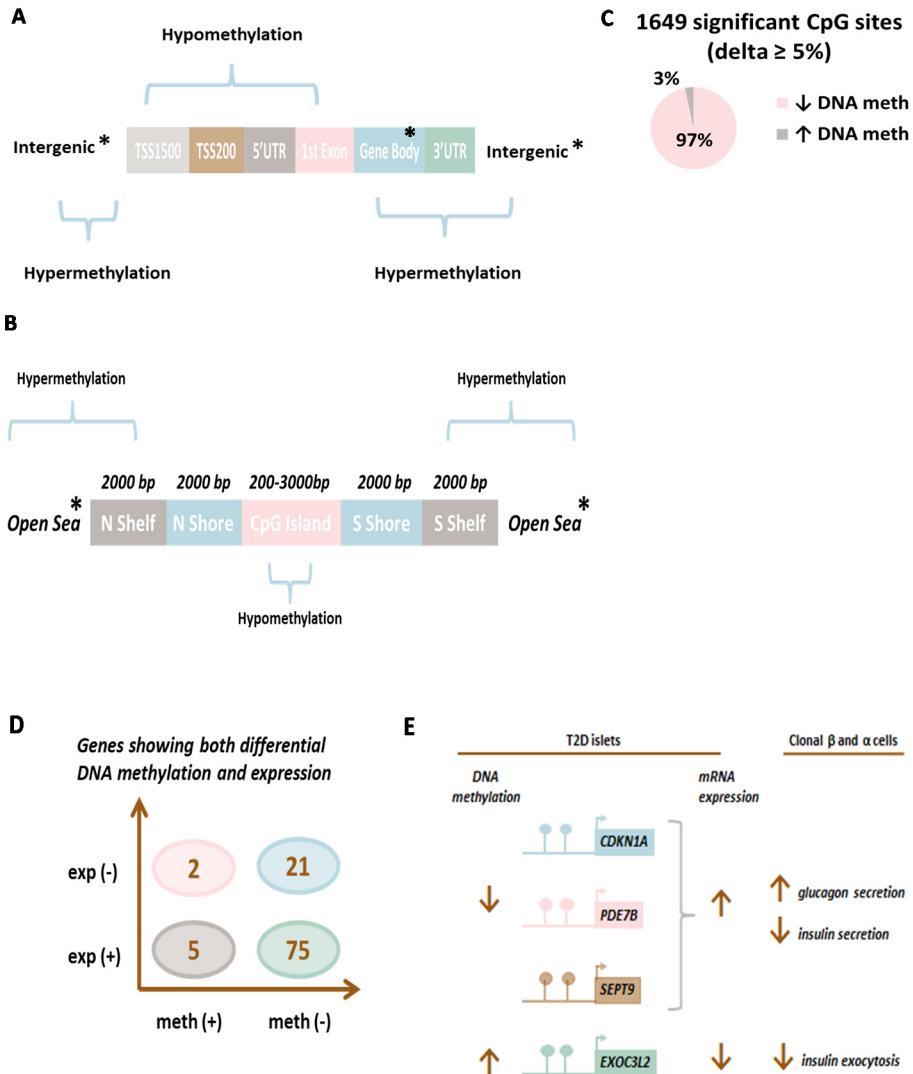 A
Hypomethylation
Intergenic *
TSS1500
TSS200
5'UTR
1st Exon
Gene Body
*
3'UTR
Intergenic *
Hypermethylation
Hypermethylation
B
Hypermethylation
Hypermethylation
2000 bp
2000 bp
200-3000bp
2000 bp
2000 bp
Open Sea *
N Shelf
N Shore
CpG Island
S Shore
S Shelf
Open Sea *
Hypomethylation
C
1649 significant CpG sites
(delta ≥ 5%)
3%
97%
↓ DNA meth
↑ DNA meth
D
Genes showing both differential
DNA methylation and expression
exp (-)
2
21
exp (+)
5
75
meth (+)
meth (-)
E
T2D islets
Clonal β and α cells
DNA
methylation
mRNA
expression
CDKN1A
↓
PDE7B
↑
↑ glucagon secretion
↓ insulin secretion
SEPT9
↑
EXOC3L2
↓
↓ insulin exocytosis